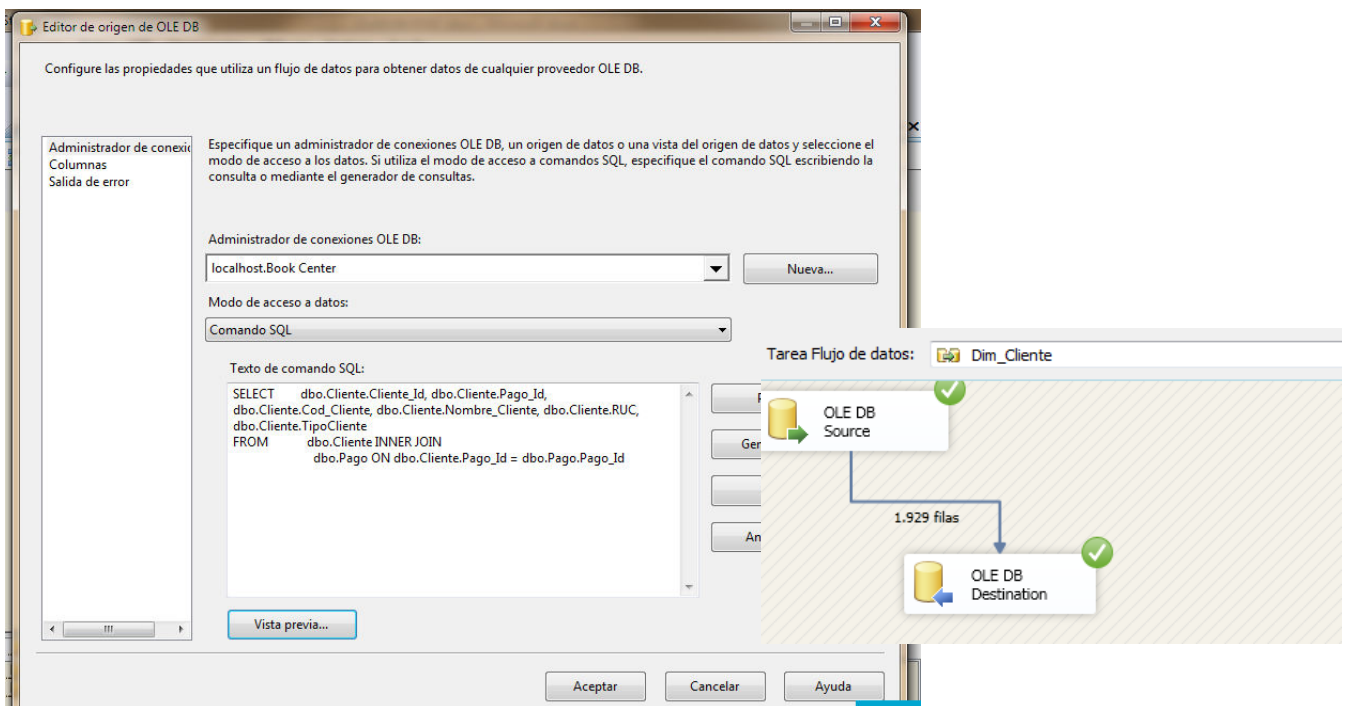 Editor de origen de OLE DB
Configure las propiedades que utiliza un flujo de datos para obtener datos de cualquier proveedor OLE DB.
Administrador de conexic
Columnas
Salida de error
Especifique un administrador de conexiones OLE DB, un origen de datos o una vista del origen de datos y seleccione el
modo de acceso a los datos. Si utiliza el modo de acceso a comandos SQL, especifique el comando SQL escribiendo la
consulta o mediante el generador de consultas.
Administrador de conexiones OLE DB:
localhost.Book Center
Nueva...
Modo de acceso a datos:
Comando SQL
Texto de comando SQL:
SELECT dbo.Cliente.Cliente_Id, dbo.Cliente.Pago_Id,
dbo.Cliente.Cod_Cliente, dbo.Cliente.Nombre_Cliente, dbo.Cliente.RUC,
dbo.Cliente.TipoCliente
FROM dbo.Cliente INNER JOIN
dbo.Pago ON dbo.Cliente.Pago_Id = dbo.Pago.Pago_Id
Ger
An
Vista previa...
Aceptar
Cancelar
Ayuda
Tarea Flujo de datos:
Dim_Cliente
OLE DB
Source
1.929 filas
OLE DB
Destination